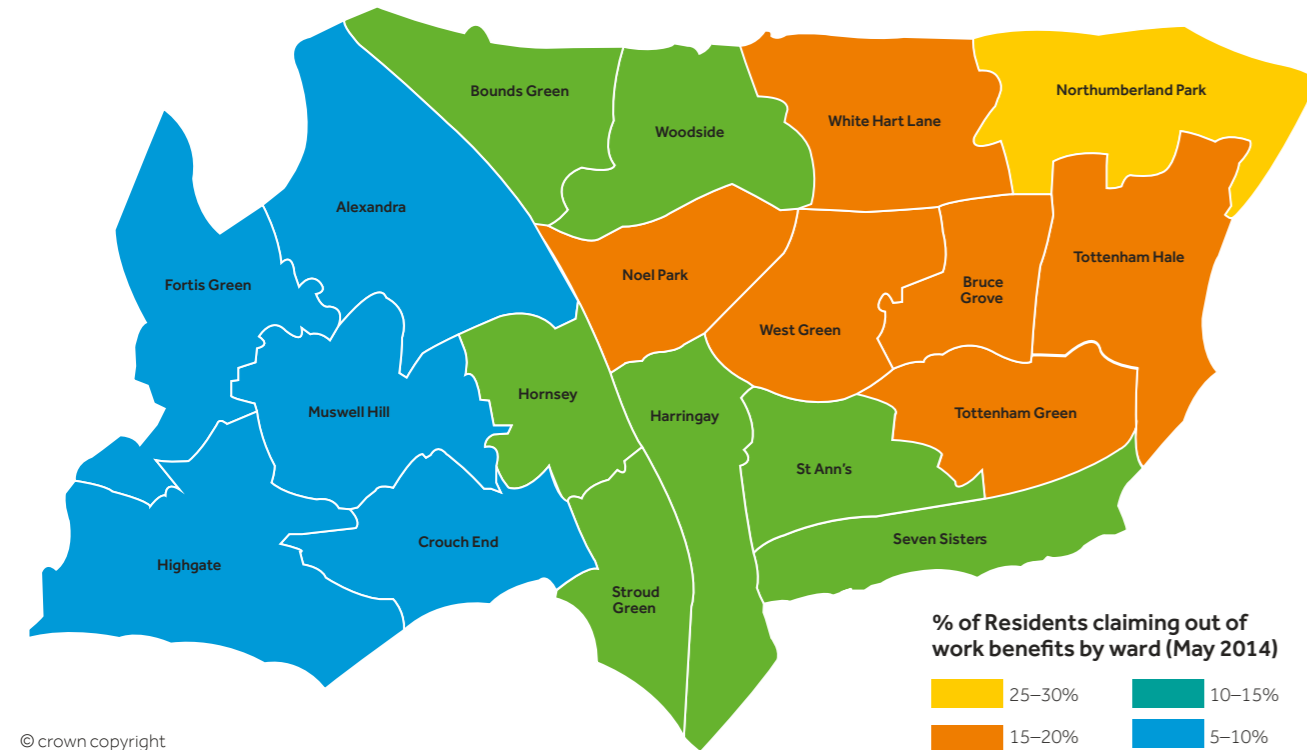 Bounds Green
Northumberland Park
White Hart Lane
Woodside
Alexandra
Tottenham Hale
Noel Park
Fortis Green
Bruce
Grove
West Green
Hornsey
Muswell Hill
Harringay
Tottenham Green
St Ann's
Seven Sisters
Crouch End
Highgate
Stroud
Green
% of Residents claiming out of
work benefits by ward (May 2014)
25–30%
10–15%
15–20%
5–10%
© crown copyright